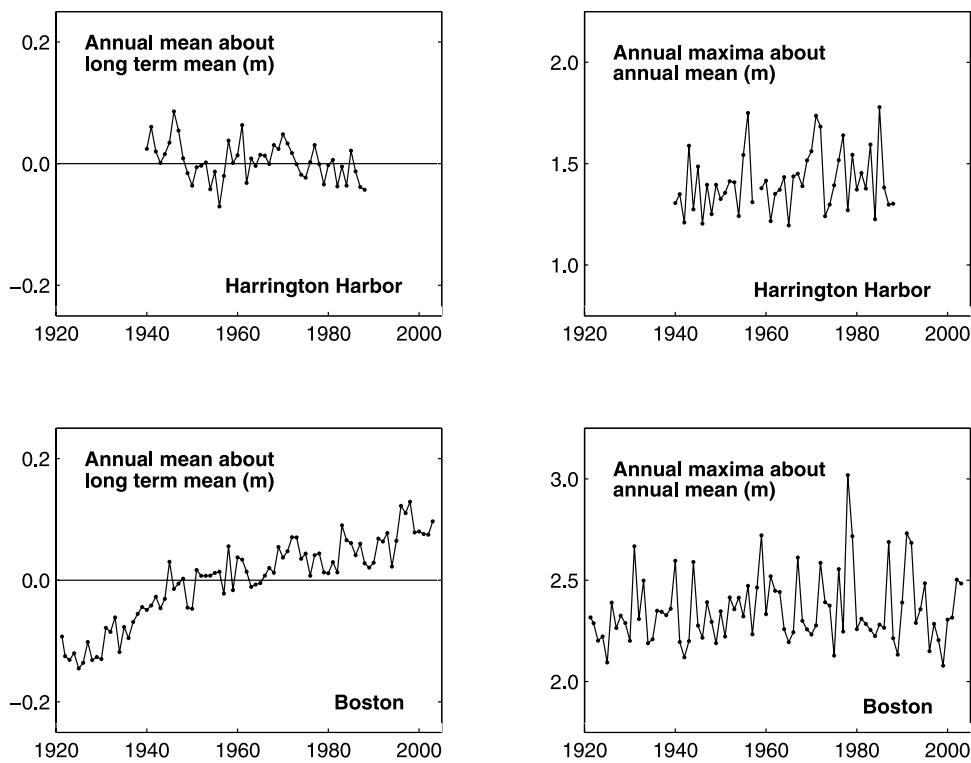 Annual mean about
long term mean (m)
0.2
0.0
−0.2
Harrington Harbor
1920 1940 1960 1980 2000
Annual maxima about
annual mean (m)
2.0
1.5
1.0
Harrington Harbor
1920 1940 1960 1980 2000
Annual mean about
long term mean (m)
0.2
0.0
−0.2
Boston
1920 1940 1960 1980 2000
Annual maxima about
annual mean (m)
3.0
2.5
2.0
Boston
1920 1940 1960 1980 2000